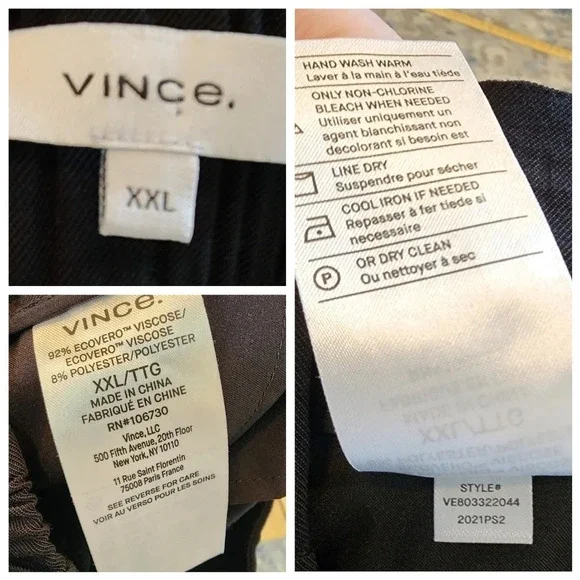 VINCE.
XXL
HAND WASH WARM
Laver à la main à l'eau tiède
ONLY NON-CHLORINE
BLEACH WHEN NEEDED
Utiliser uniquement un
agent blanchissant non
decolorant si besoin est
LINE DRY
Suspendre pour sécher
COOL IRON IF NEEDED
Repasser à fer tiede si
necessaire
P
OR DRY CLEAN
Ou nettoyer à sec
STYLE#
VE803322044
2021PS2
VINCE.
92% ECOVERO™ VISCOSE/
ECOVERO™ VISCOSE
8% POLYESTER/POLYESTER
XXL/TTG
MADE IN CHINA
FABRIQUÉ EN CHINE
RN#106730
Vince, LLC
500 Fifth Avenue, 20th Floor
New York, NY 10110
11 Rue Saint Florentin
75008 Paris France
SEE REVERSE FOR CARE
VOIR AU VERSO POUR LES SOINS